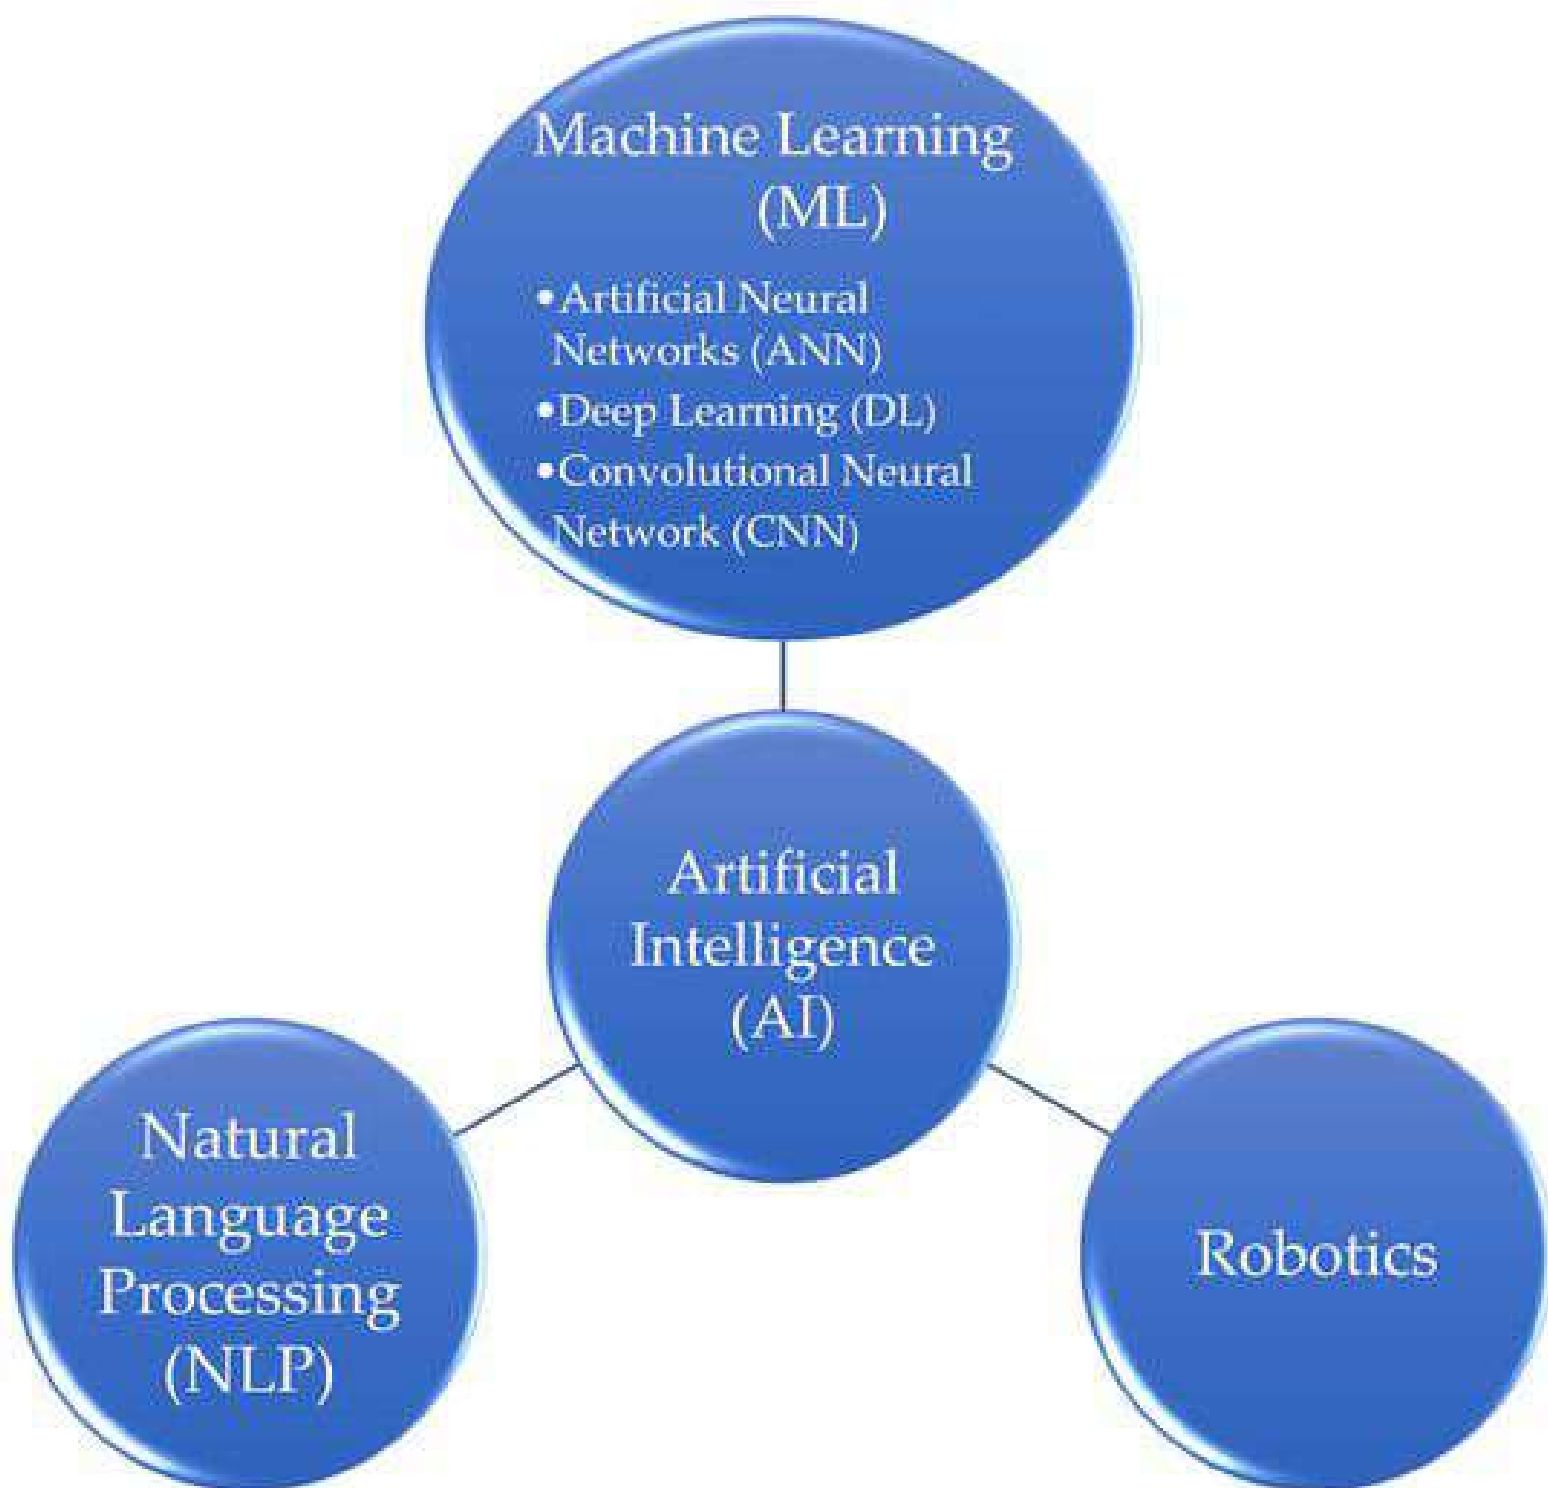 Machine Learning
(ML)
•Artificial Neural
Networks (ANN)
•Deep Learning (DL)
•Convolutional Neural
Network (CNN)
Artificial
Intelligence
(AI)
Natural
Language
Processing
(NLP)
Robotics